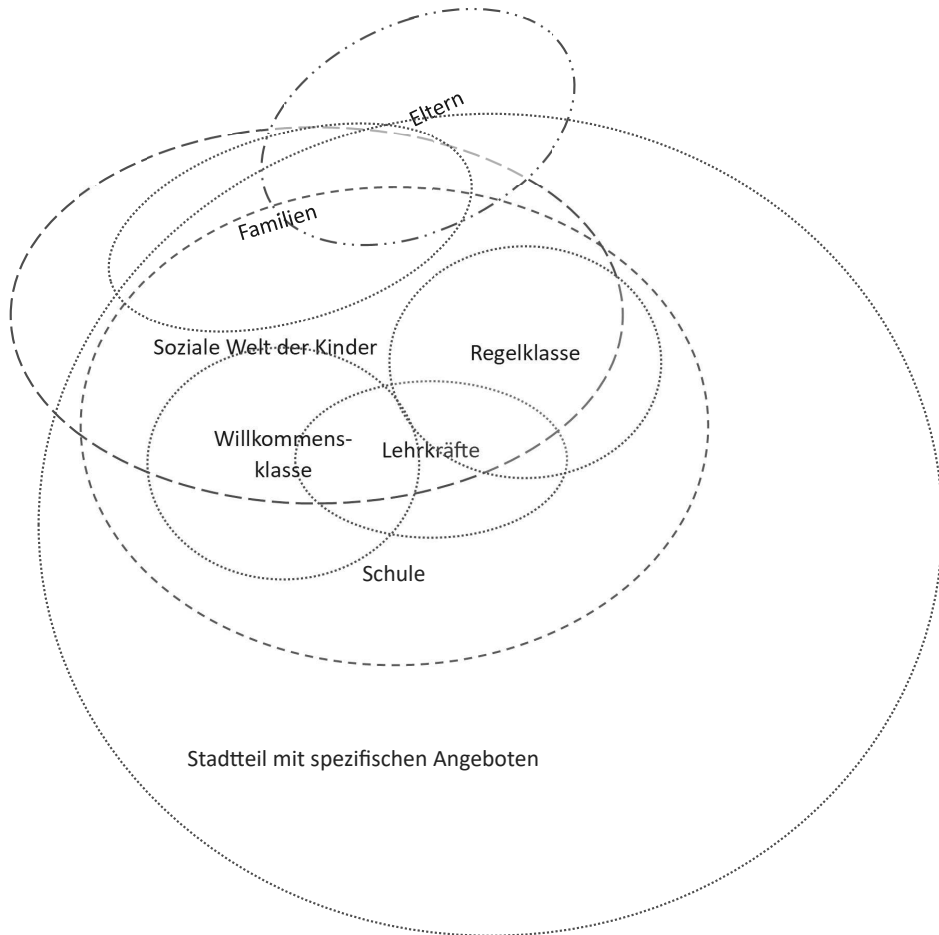 Eltern
Familien
Soziale Welt der Kinder
Regelklasse
Willkommens-
klasse
Lehrkräfte
Schule
Stadtteil mit spezifischen Angeboten